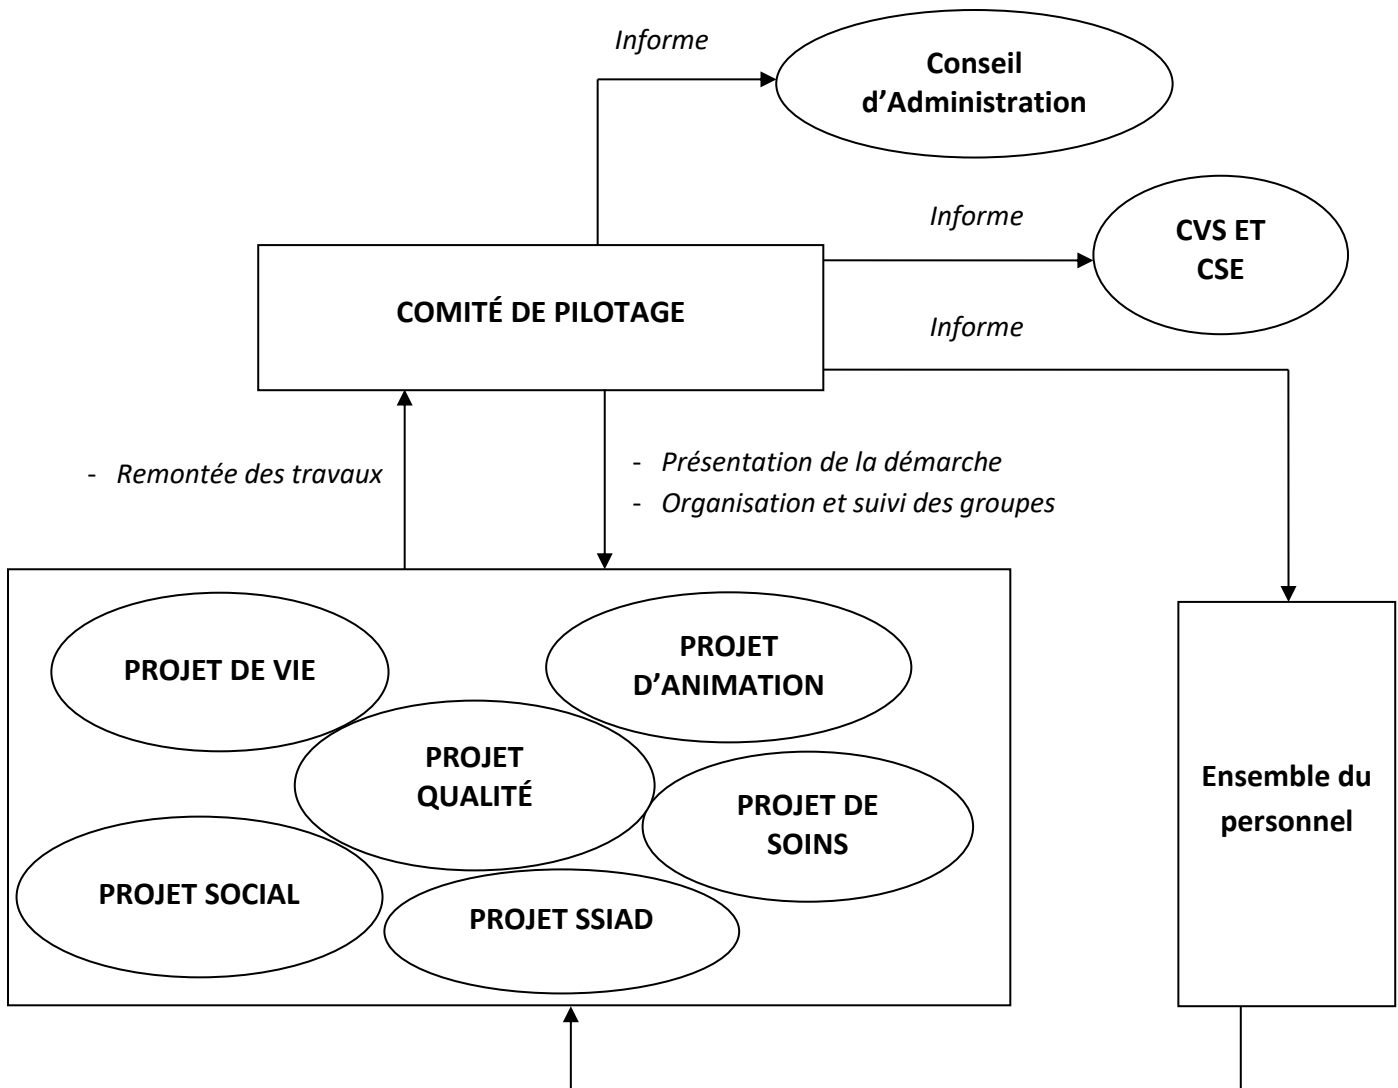 Informe
Conseil
d’Administration
Informe
CVS ET
CSE
COMITÉ DE PILOTAGE
Informe
- Remontée des travaux
- Présentation de la démarche
- Organisation et suivi des groupes
PROJET DE VIE
PROJET
D’ANIMATION
PROJET
QUALITÉ
PROJET DE
SOINS
PROJET SOCIAL
PROJET SSIAD
Ensemble du
personnel